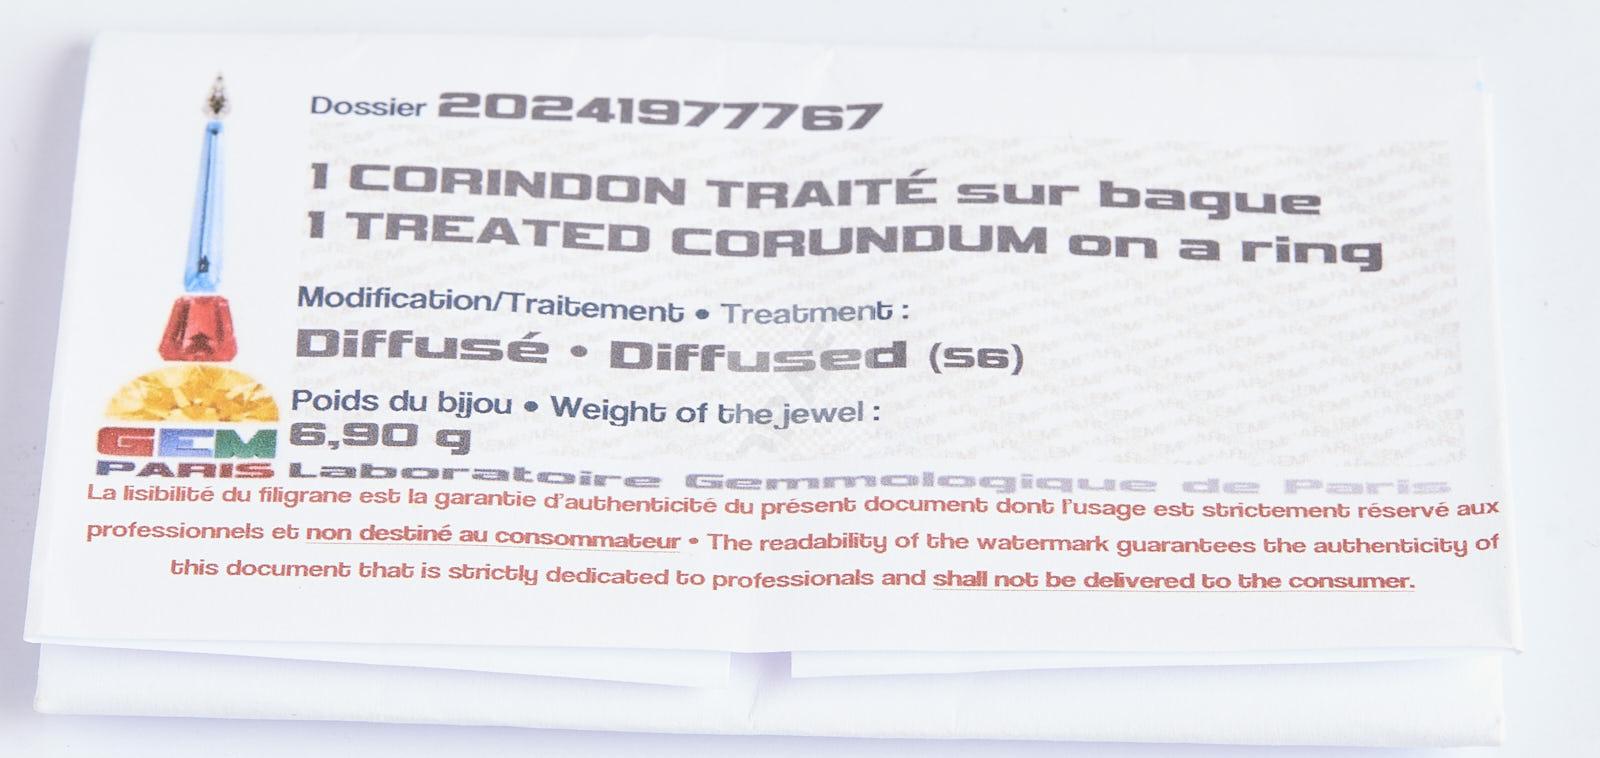 Dossier 20241977767
1 CORINDON TRAITÉ sur bague
1 TREATED CORUNDUM on a ring
Modification/Traitement • Treatment :
Diffusé • Diffused (S6)
Poids du bijou • Weight of the jewel :
6,90 g
GEM
PARIS Laboratoire Gemmologique de Paris
La lisibilité du filigrane est la garantie d'authenticité du présent document dont l'usage est strictement réservé aux
professionnels et non destiné au consommateur • The readability of the watermark guarantees the authenticity of
this document that is strictly dedicated to professionals and shall not be delivered to the consumer.